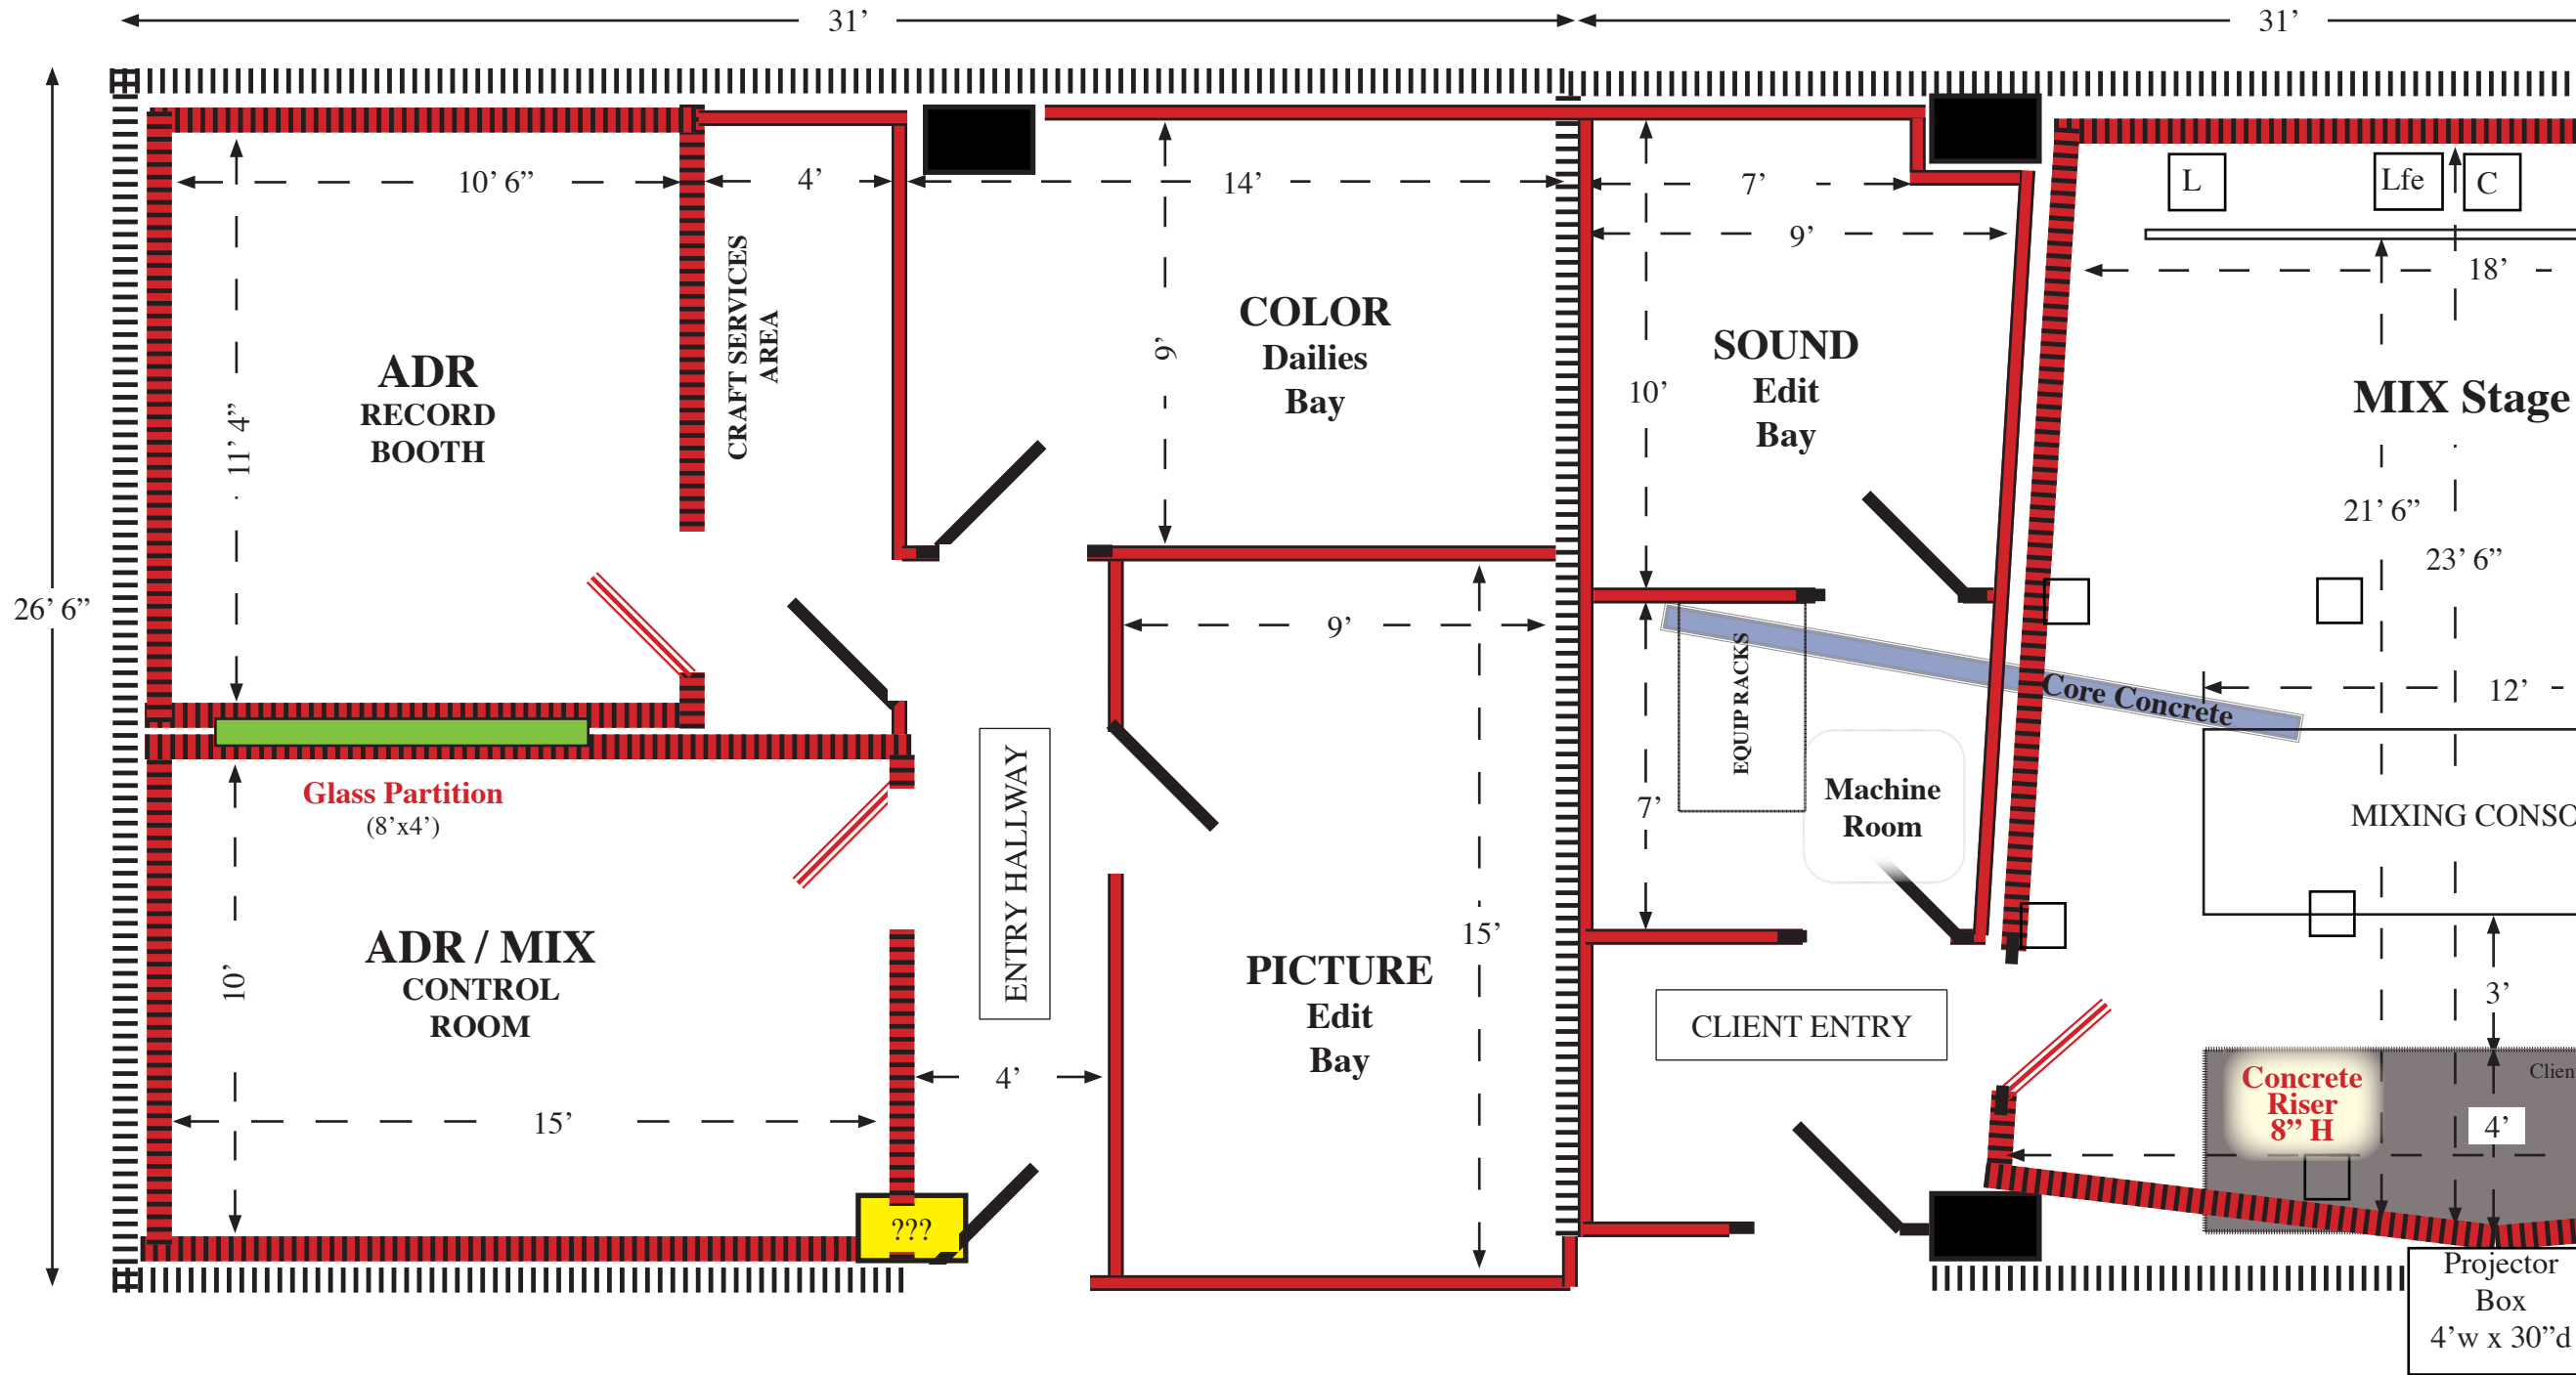 31’
31’
26’ 6”
10’ 6”
4’
14’
7’
9’
L
Lfe
C
18’
ADR
RECORD
BOOTH
11’ 4”
CRAFT SERVICES
AREA
COLOR
Dailies
Bay
9’
SOUND
Edit
Bay
10’
MIX Stage
21’ 6”
23’ 6”
9’
EQUIP RACKS
Core Concrete
12’
Glass Partition
(8’x4’)
ENTRY HALLWAY
7’
Machine
Room
MIXING CONSO
ADR / MIX
CONTROL
ROOM
10’
15’
PICTURE
Edit
Bay
15’
4’
CLIENT ENTRY
3’
Concrete
Riser
8” H
Client
4’
???
Projector
Box
4’w x 30”d